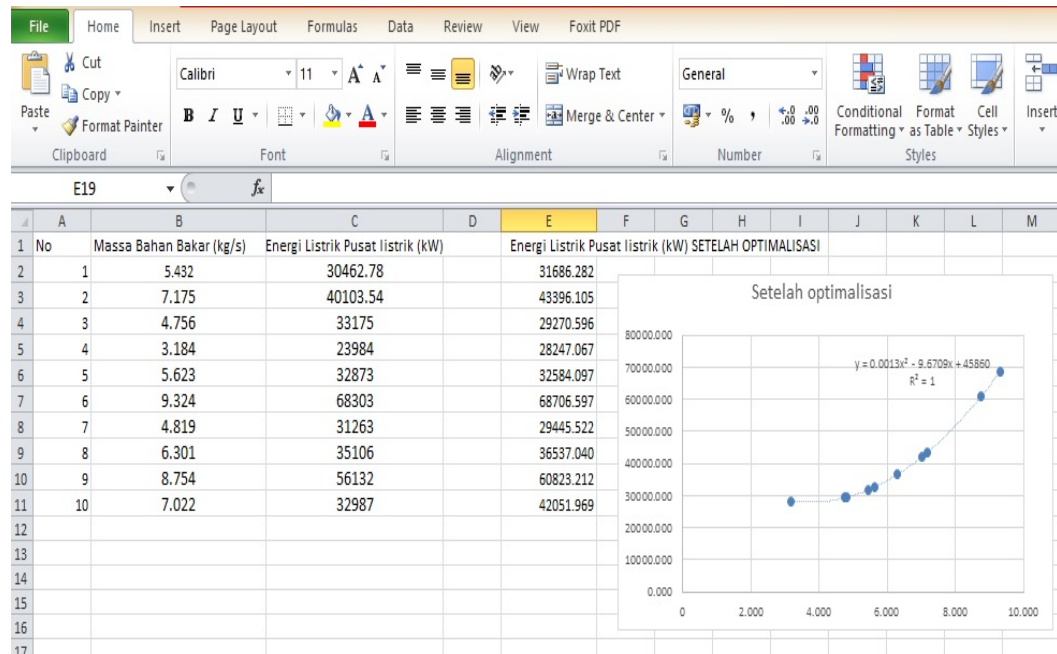 File Home Insert Page Layout Formulas Data Review View Foxit PDF
Cut
Copy
Format Painter
Paste
Calibri 11 A A
B I U A
Wrap Text
Merge & Center
General
% , .0 .00 .00 .0
Conditional Formatting
Format as Table
Cell Styles
Insert
Clipboard Font Alignment Number Styles
E19 fx
A B C D E F G H I J K L M
1 No Massa Bahan Bakar (kg/s) Energi Listrik Pusat listrik (kW) Energi Listrik Pusat listrik (kW) SETELAH OPTIMALISASI
2 1 5.432 30462.78 31686.282
3 2 7.175 40103.54 43396.105
4 3 4.756 33175 29270.596
5 4 3.184 23984 28247.067
6 5 5.623 32873 32584.097
7 6 9.324 68303 68706.597
8 7 4.819 31263 29445.522
9 8 6.301 35106 36537.040
10 9 8.754 56132 60823.212
11 10 7.022 32987 42051.969
12
13
14
15
16
17
Setelah optimalisasi
80000.000
70000.000
60000.000
50000.000
40000.000
30000.000
20000.000
10000.000
0.000
y = 0.0013x² - 9.6709x + 45860
R² = 1
0 2.000 4.000 6.000 8.000 10.000